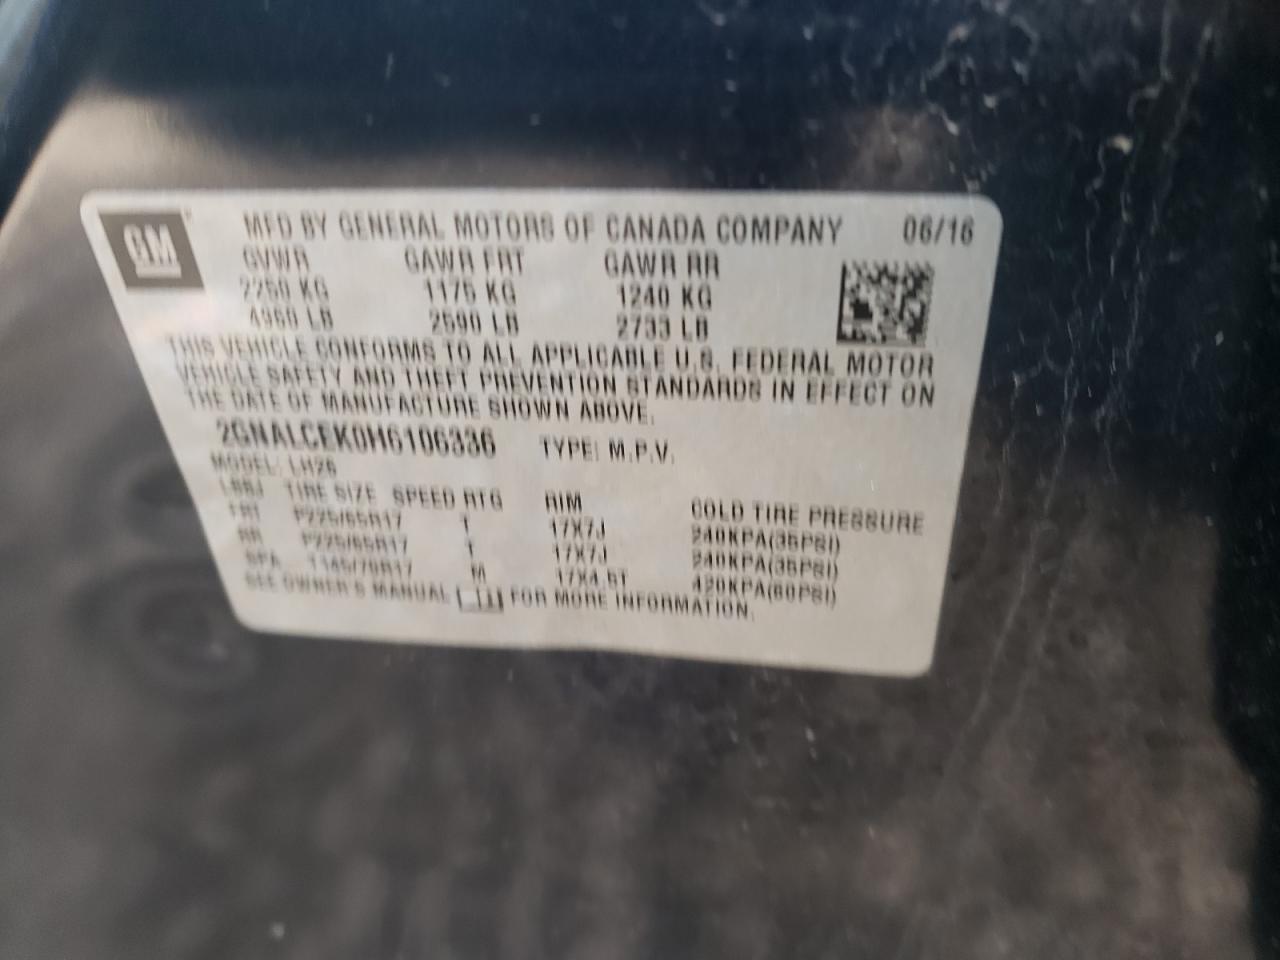 GM
MFD BY GENERAL MOTORS OF CANADA COMPANY 06/16
GVWR GAWR FRT GAWR RR
2250 KG 1175 KG 1240 KG
4960 LB 2590 LB 2733 LB
THIS VEHICLE CONFORMS TO ALL APPLICABLE U.S. FEDERAL MOTOR
VEHICLE SAFETY AND THEFT PREVENTION STANDARDS IN EFFECT ON
THE DATE OF MANUFACTURE SHOWN ABOVE.
2GNALCEK0H6106336 TYPE: M.P.V.
MODEL: LH26
TIRE SIZE SPEED RTG RIM COLD TIRE PRESSURE
FRT P225/65R17 T 17X7J 240KPA(35PSI)
RR P225/65R17 T 17X7J 240KPA(35PSI)
SPA T145/70R17 M 17X4.5T 420KPA(60PSI)
SEE OWNER'S MANUAL FOR MORE INFORMATION.